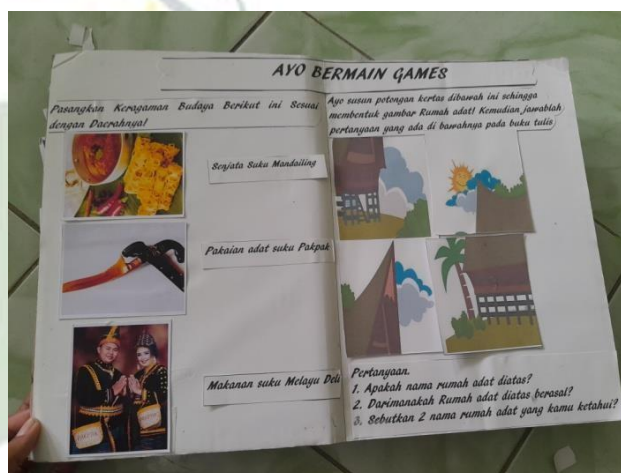 AYO BERMAIN GAMES
Pasangkan Keragaman Budaya Berikut ini Sesuai
dengan Daerahnya!
Senjata Suku Mandailing
Pakaian adat suku Pakpak
Makanan suku Melayu Deli
Ayo susun potongan kertas dibawah ini sehingga
membentuk gambar Rumah adat! Kemudian jawablah
pertanyaan yang ada di bawahnya pada buku tulis
Pertanyaan.
1. Apakah nama rumah adat diatas?
2. Darimanakah Rumah adat diatas berasal?
3. Sebutkan 2 nama rumah adat yang kamu ketahui?